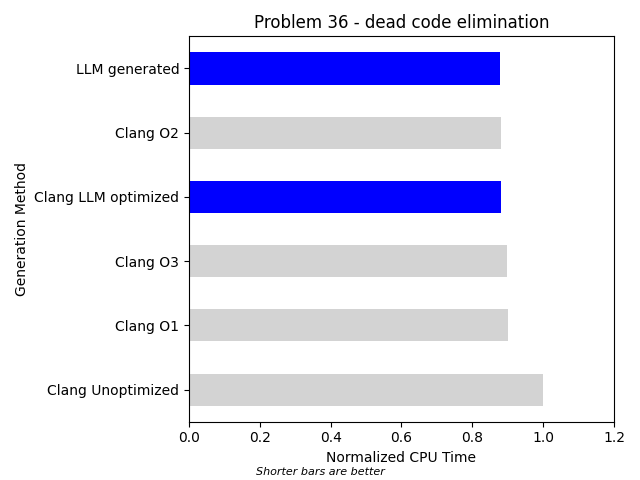 Problem 36 - dead code elimination
LLM generated
Clang O2
Clang LLM optimized
Clang O3
Clang O1
Clang Unoptimized
Generation Method
0.0 0.2 0.4 0.6 0.8 1.0 1.2
Normalized CPU Time
Shorter bars are better